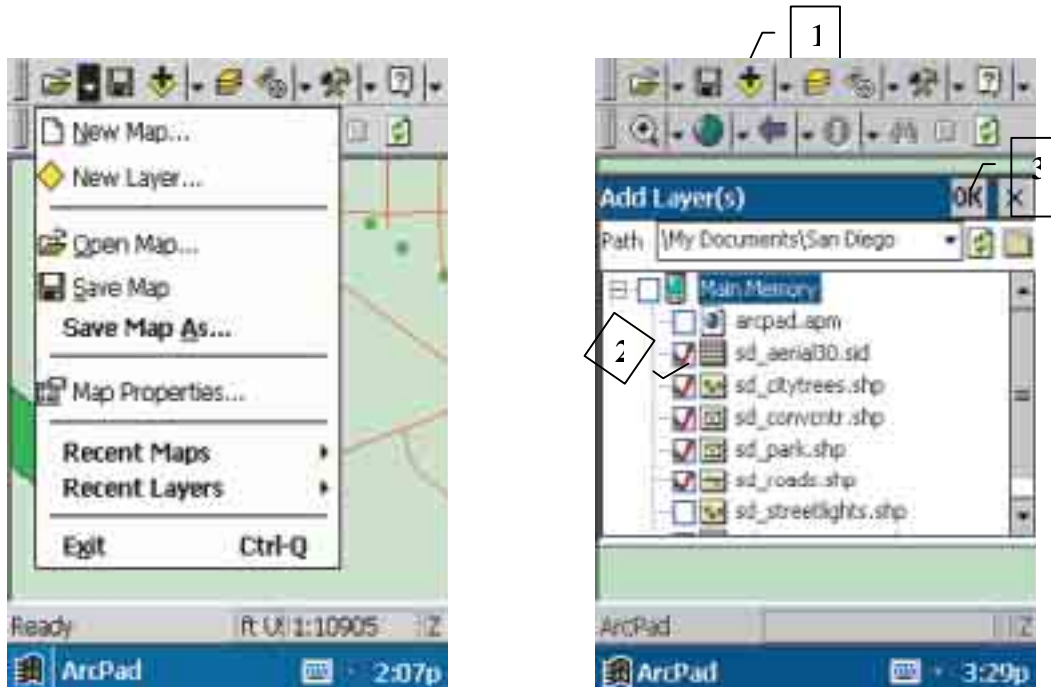 New Map...
New Layer...
Open Map...
Save Map
Save Map As...
Map Properties...
Recent Maps
Recent Layers
Exit Ctrl-Q
Ready ft 1:10905 Z
ArcPad 2:07p
1
3
Add Layer(s) OK
Path \My Documents\San Diego
Main Memory
arcpad.apm
2
sd_aerial30.sid
sd_citytrees.shp
sd_convcntr.shp
sd_park.shp
sd_roads.shp
sd_streetlights.shp
ArcPad Z
ArcPad 3:29p